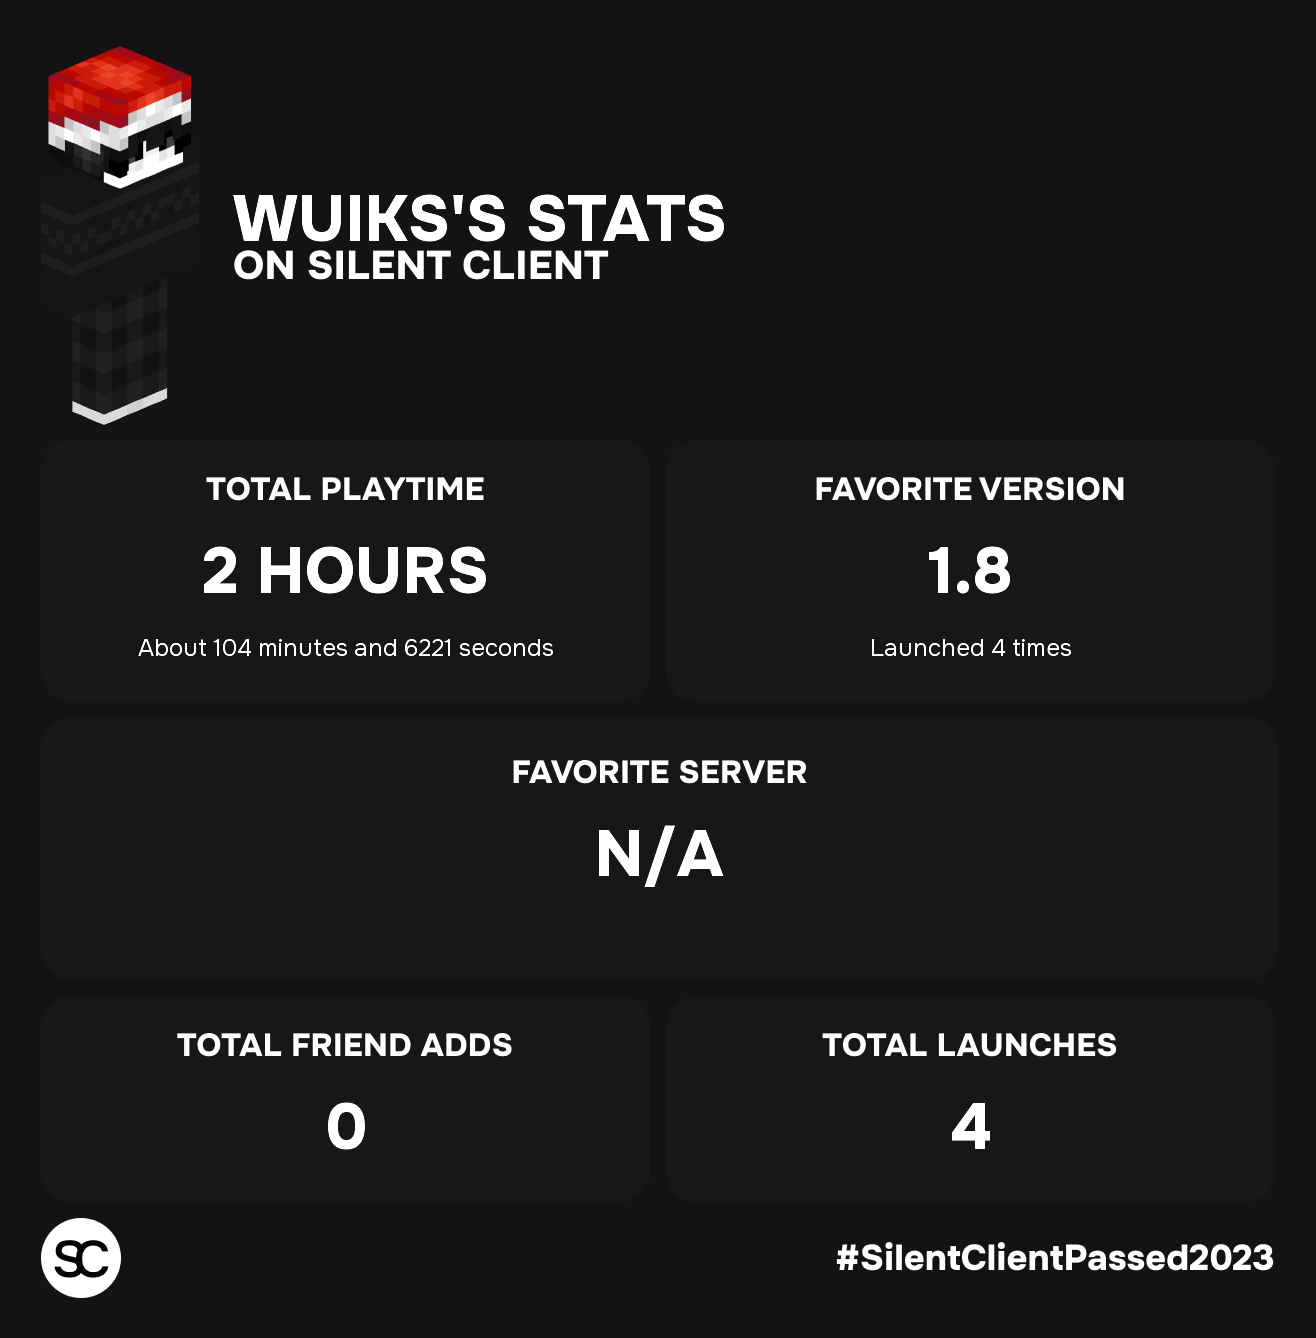 WUIKS'S STATS
ON SILENT CLIENT
TOTAL PLAYTIME
2 HOURS
About 104 minutes and 6221 seconds
FAVORITE VERSION
1.8
Launched 4 times
FAVORITE SERVER
N/A
TOTAL FRIEND ADDS
0
TOTAL LAUNCHES
4
SC
#SilentClientPassed2023